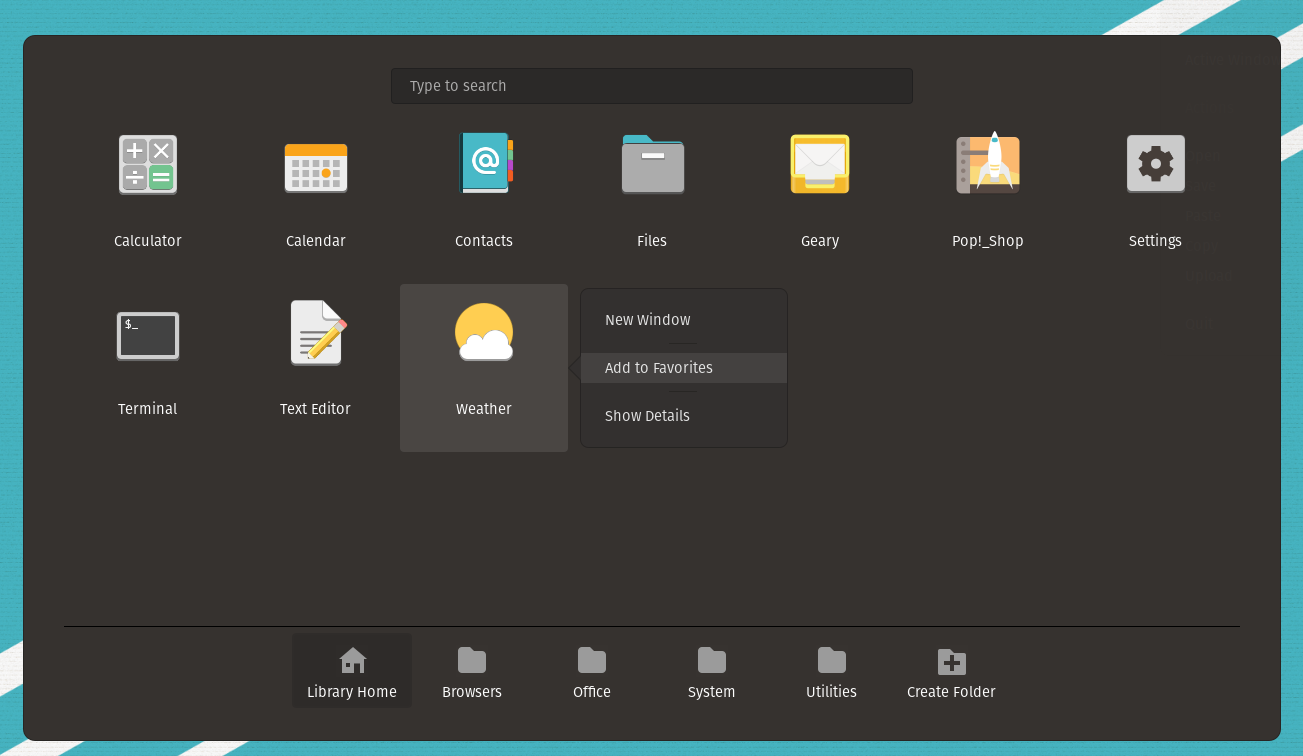 Type to search
Calculator
Calendar
Contacts
Files
Geary
Pop!_Shop
Settings
$_
Terminal
Text Editor
Weather
New Window
Add to Favorites
Show Details
Library Home
Browsers
Office
System
Utilities
Create Folder